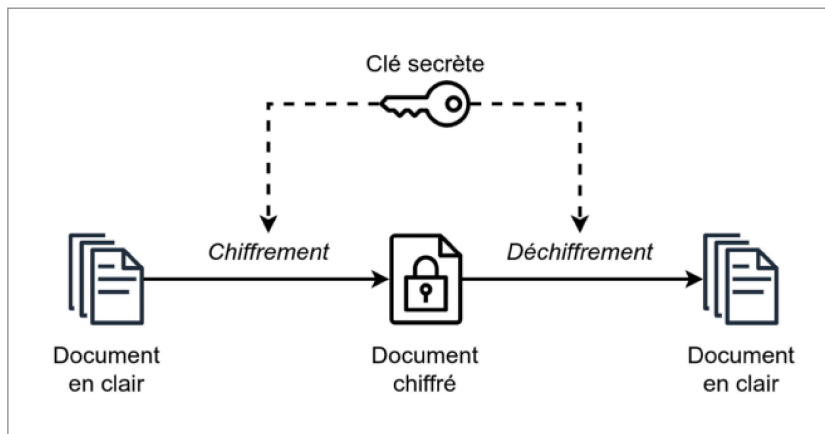 Clé secrète
Chiffrement
Déchiffrement
Document
en clair
Document
chiffré
Document
en clair